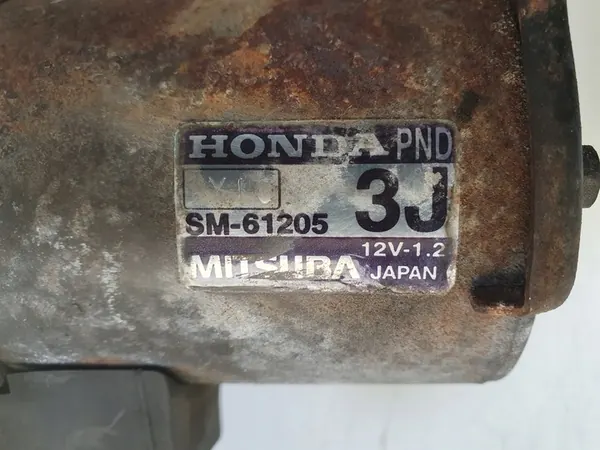 HONDA PND
3J
SM-61205
12V-1.2
MITSUBA JAPAN